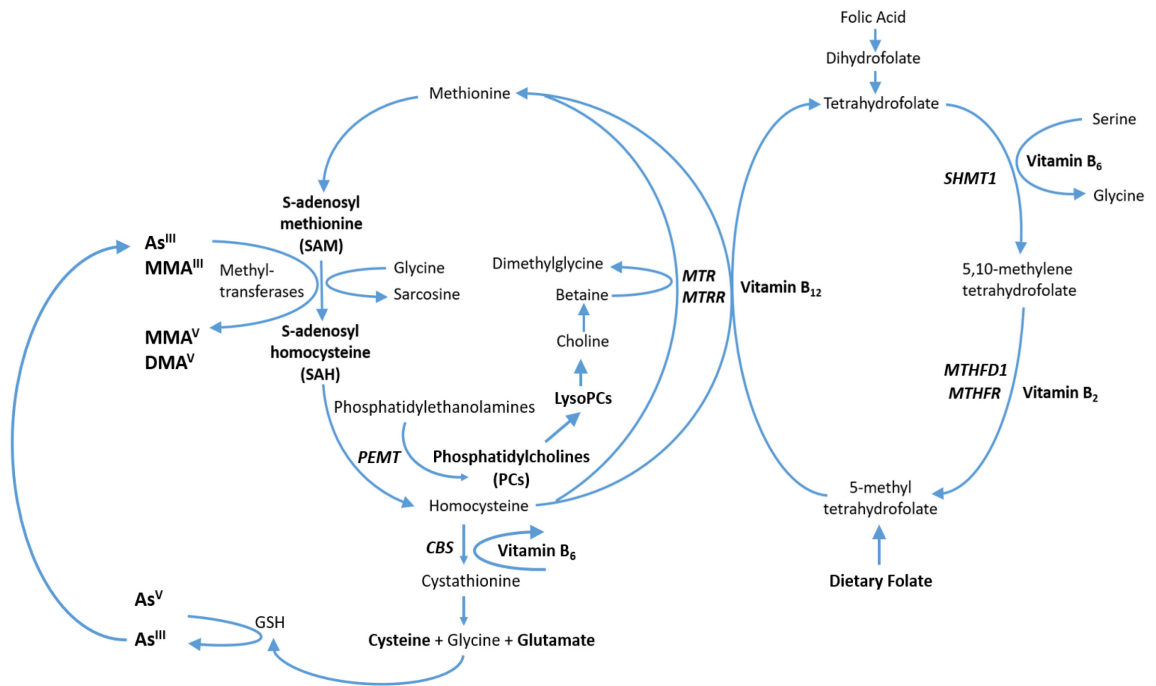 Folic Acid
Dihydrofolate
Tetrahydrofolate
Methionine
Serine
Vitamin B₆
SHMT1
Glycine
S-adenosyl
methionine
(SAM)
Asᴵᴵᴵ
MMAᴵᴵᴵ
Methyl-
transferases
Glycine
Sarcosine
Dimethylglycine
Betaine
MTR
MTRR
Vitamin B₁₂
5,10-methylene
tetrahydrofolate
MMAⱽ
DMAⱽ
S-adenosyl
homocysteine
(SAH)
Choline
LysoPCs
MTHFD1
MTHFR
Vitamin B₂
Phosphatidylethanolamines
PEMT
Phosphatidylcholines
(PCs)
Homocysteine
5-methyl
tetrahydrofolate
CBS
Vitamin B₆
Cystathionine
Dietary Folate
Asⱽ
GSH
Asᴵᴵᴵ
Cysteine + Glycine + Glutamate